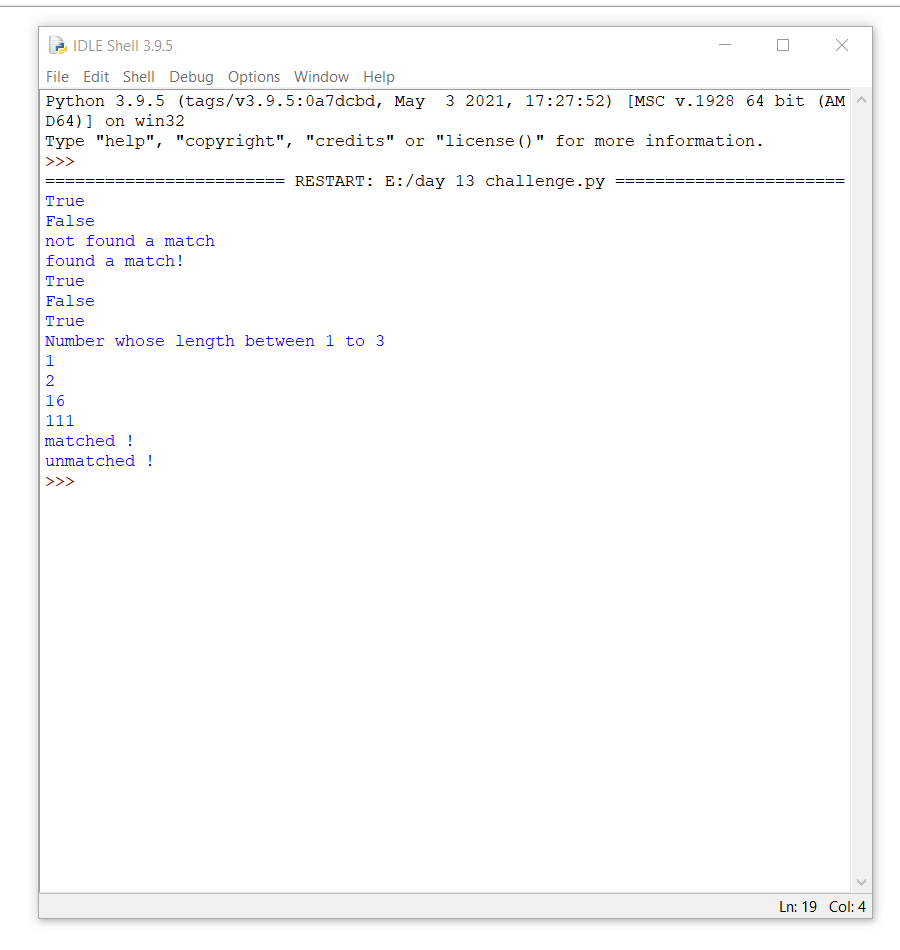 IDLE Shell 3.9.5
File Edit Shell Debug Options Window Help
Python 3.9.5 (tags/v3.9.5:0a7dcbd, May  3 2021, 17:27:52) [MSC v.1928 64 bit (AM
D64)] on win32
Type "help", "copyright", "credits" or "license()" for more information.
>>>
======================== RESTART: E:/day 13 challenge.py =======================
True
False
not found a match
found a match!
True
False
True
Number whose length between 1 to 3
1
2
16
111
matched !
unmatched !
>>>
Ln: 19 Col: 4